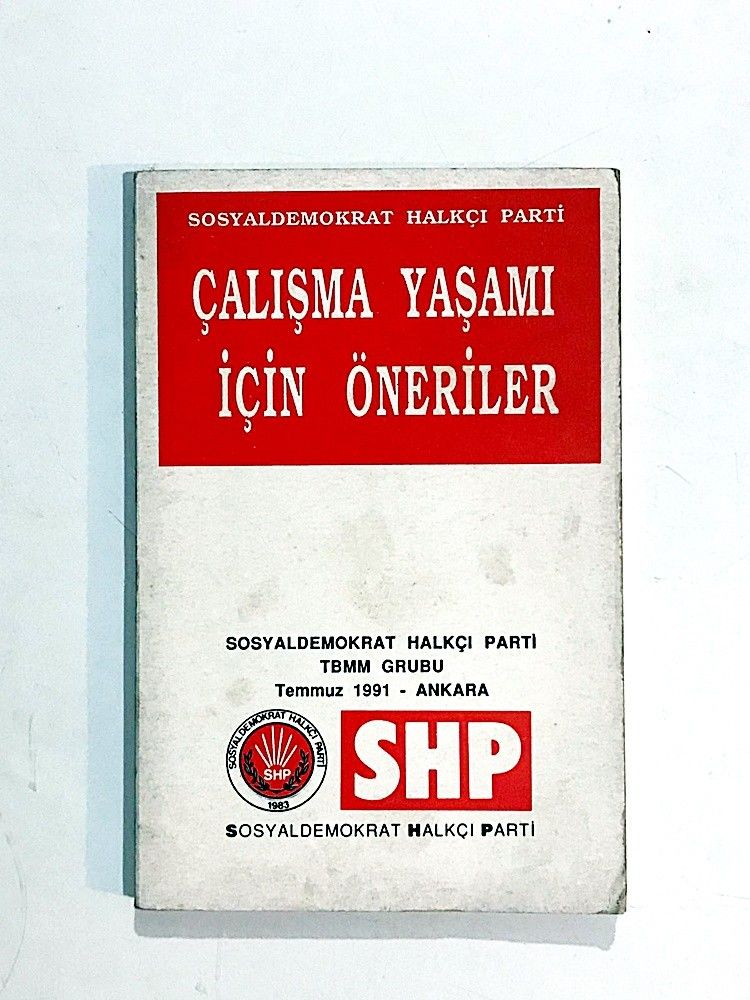 SOSYALDEMOKRAT HALKÇI PARTİ
ÇALIŞMA YAŞAMI
İÇİN ÖNERİLER
SOSYALDEMOKRAT HALKÇI PARTİ
TBMM GRUBU
Temmuz 1991 - ANKARA
SOSYALDEMOKRAT HALKÇI PARTİ
SHP
1983
SHP
SOSYALDEMOKRAT HALKÇI PARTİ